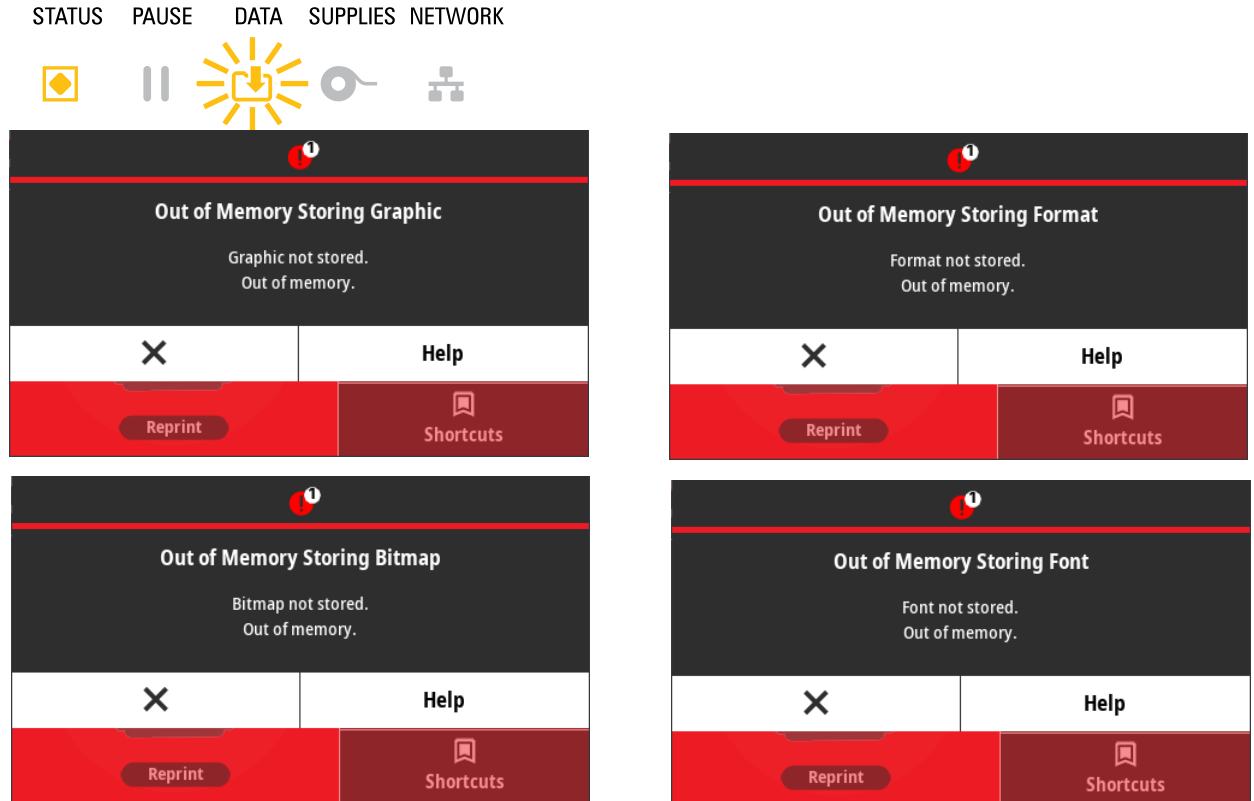 STATUS PAUSE DATA SUPPLIES NETWORK
1
Out of Memory Storing Graphic
Graphic not stored.
Out of memory.
Help
Reprint
Shortcuts
1
Out of Memory Storing Format
Format not stored.
Out of memory.
Help
Reprint
Shortcuts
1
Out of Memory Storing Bitmap
Bitmap not stored.
Out of memory.
Help
Reprint
Shortcuts
1
Out of Memory Storing Font
Font not stored.
Out of memory.
Help
Reprint
Shortcuts